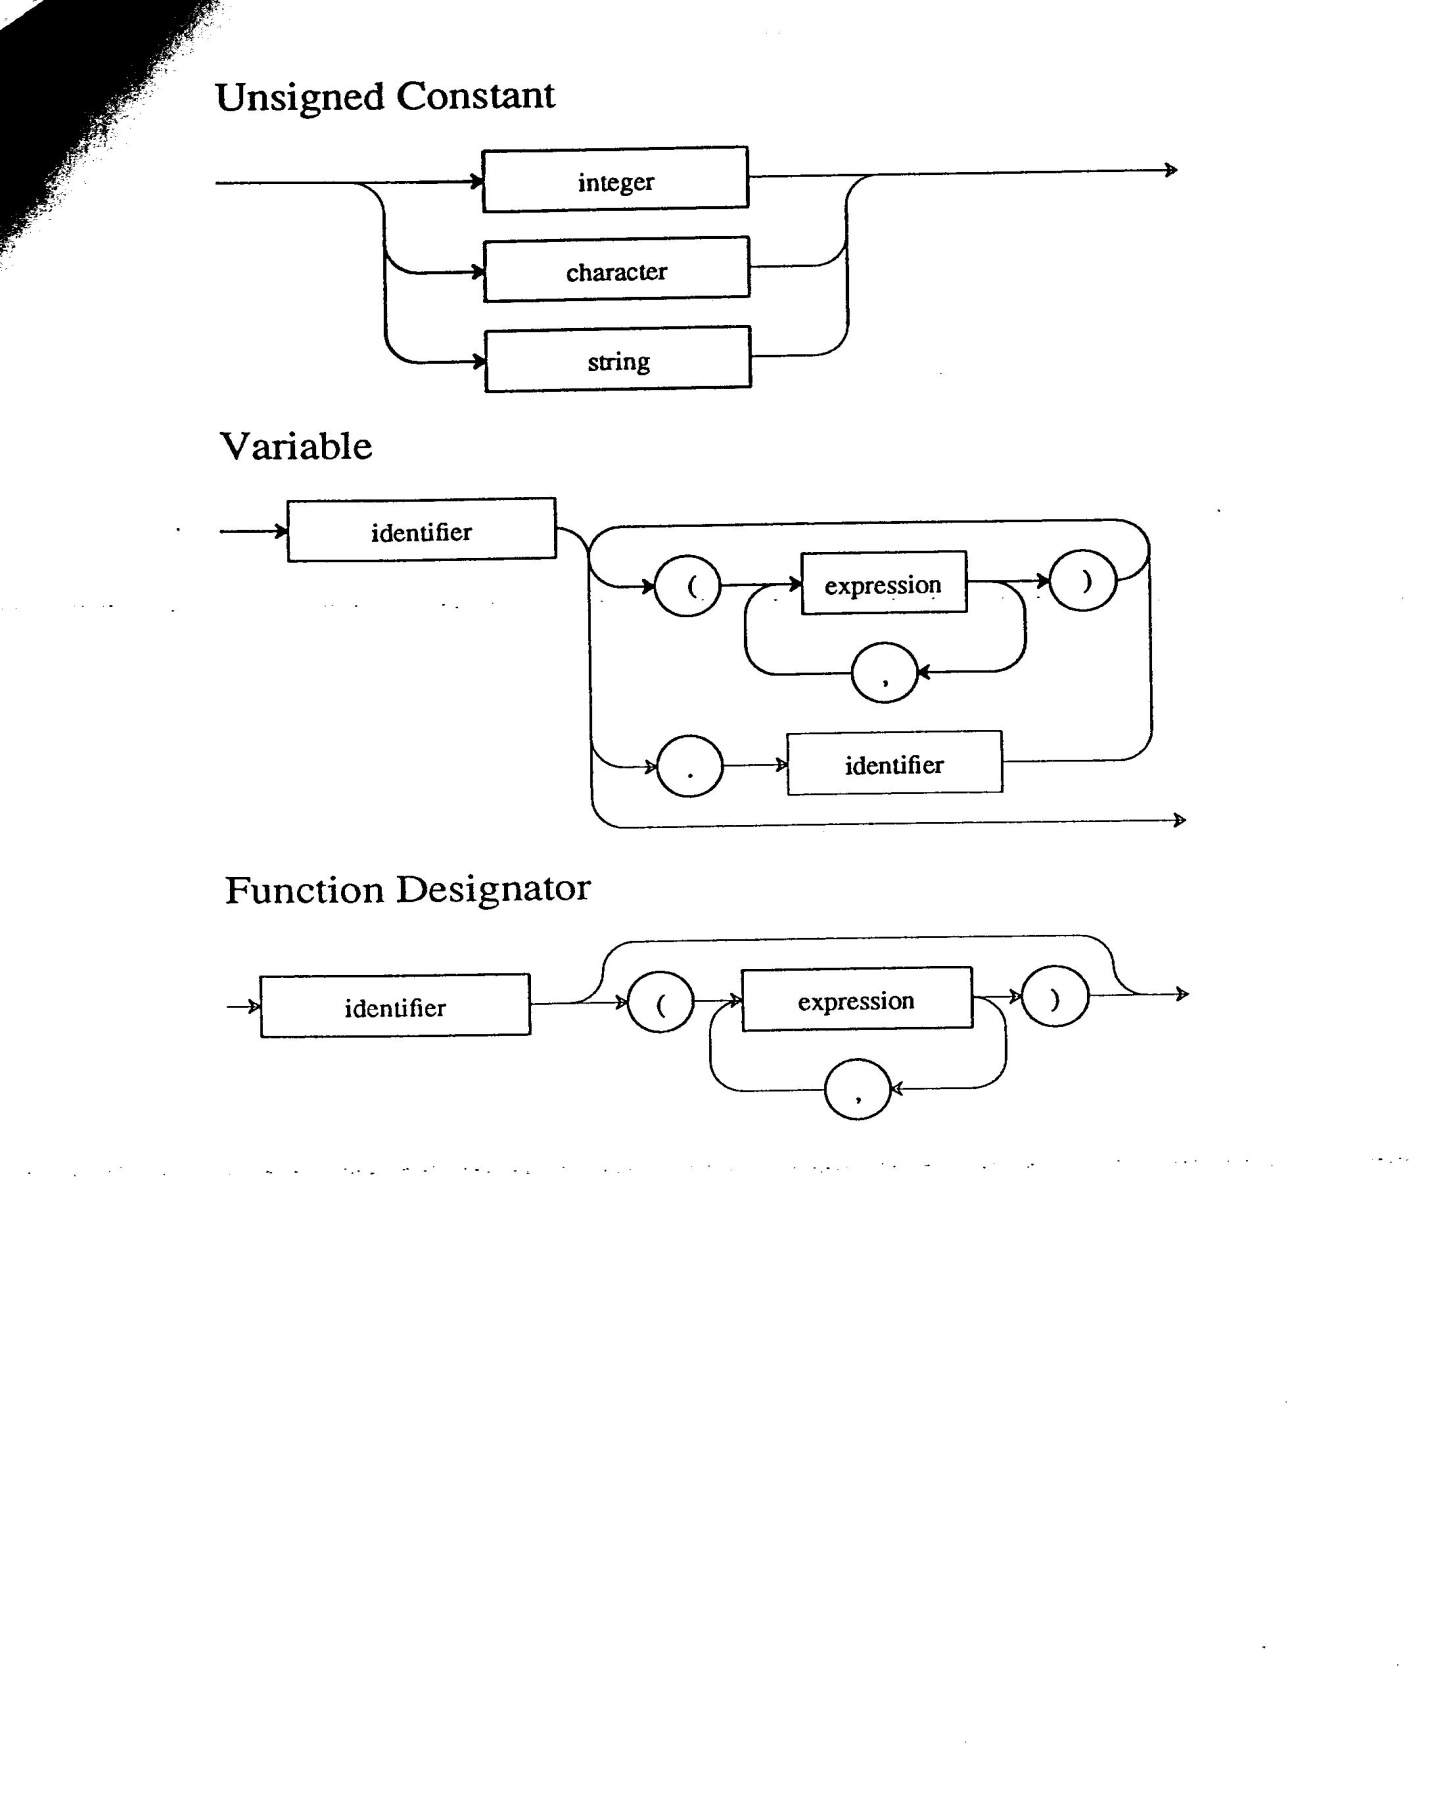 Unsigned Constant
integer
character
string
Variable
identifier
( expression )
,
. identifier
Function Designator
identifier ( expression )
,